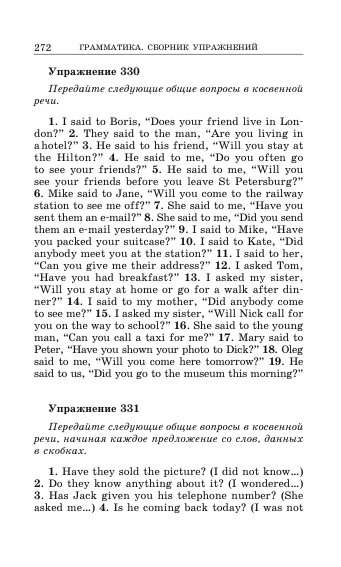 272 ГРАММАТИКА. СБОРНИК УПРАЖНЕНИЙ
Упражнение 330
Передайте следующие общие вопросы в косвенной
речи.
1. I said to Boris, “Does your friend live in Lon-
don?” 2. They said to the man, “Are you living in
a hotel?” 3. He said to his friend, “Will you stay at
the Hilton?” 4. He said to me, “Do you often go
to see your friends?” 5. He said to me, “Will you
see your friends before you leave St Petersburg?”
6. Mike said to Jane, “Will you come to the railway
station to see me off?” 7. She said to me, “Have you
sent them an e-mail?” 8. She said to me, “Did you send
them an e-mail yesterday?” 9. I said to Mike, “Have
you packed your suitcase?” 10. I said to Kate, “Did
anybody meet you at the station?” 11. I said to her,
“Can you give me their address?” 12. I asked Tom,
“Have you had breakfast?” 13. I asked my sister,
“Will you stay at home or go for a walk after din-
ner?” 14. I said to my mother, “Did anybody come
to see me?” 15. I asked my sister, “Will Nick call for
you on the way to school?” 16. She said to the young
man, “Can you call a taxi for me?” 17. Mary said to
Peter, “Have you shown your photo to Dick?” 18. Oleg
said to me, “Will you come here tomorrow?” 19. He
said to us, “Did you go to the museum this morning?”
Упражнение 331
Передайте следующие общие вопросы в косвенной
речи, начиная каждое предложение со слов, данных
в скобках.
1. Have they sold the picture? (I did not know...)
2. Do they know anything about it? (I wondered...)
3. Has Jack given you his telephone number? (She
asked me...) 4. Is he coming back today? (I was not